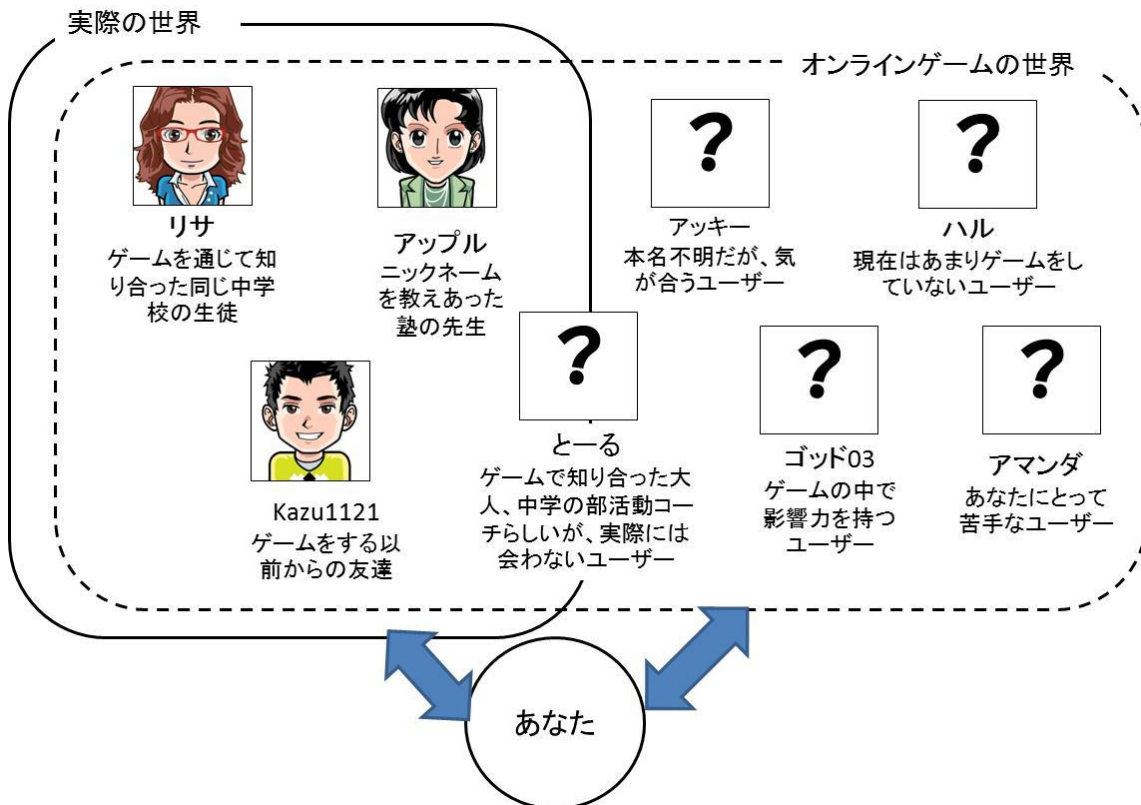 実際の世界
オンラインゲームの世界
?
?
リサ
ゲームを通じて知
り合った同じ中学
校の生徒
アップル
ニックネーム
を教えあった
塾の先生
アッキー
本名不明だが、気
が合うユーザー
ハル
現在はあまりゲームをし
ていないユーザー
?
?
?
Kazu1121
ゲームをする以
前からの友達
とーる
ゲームで知り合った大
人、中学の部活動コー
チらしいが、実際には
会わないユーザー
ゴッド03
ゲームの中で
影響力を持つ
ユーザー
アマンダ
あなたにとって
苦手なユーザー
あなた